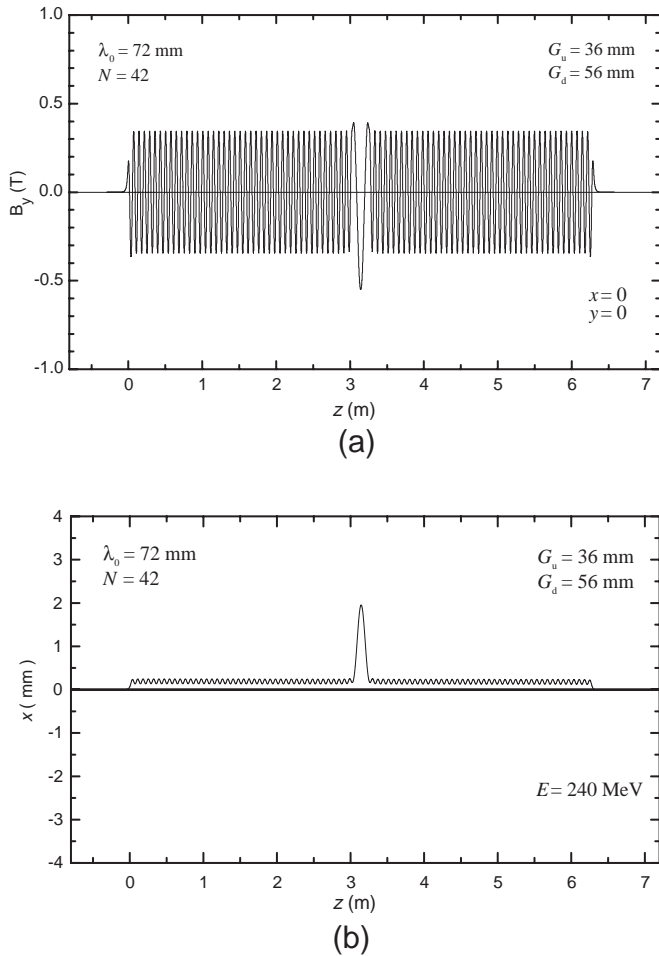 λ₀ = 72 mm
N = 42
Gᵤ = 36 mm
G_d = 56 mm
1.0
0.5
0.0
-0.5
-1.0
B_y (T)
x = 0
y = 0
0 1 2 3 4 5 6 7
z (m)
(a)
λ₀ = 72 mm
N = 42
Gᵤ = 36 mm
G_d = 56 mm
4
3
2
1
0
-1
-2
-3
-4
x ( mm )
E = 240 MeV
0 1 2 3 4 5 6 7
z (m)
(b)